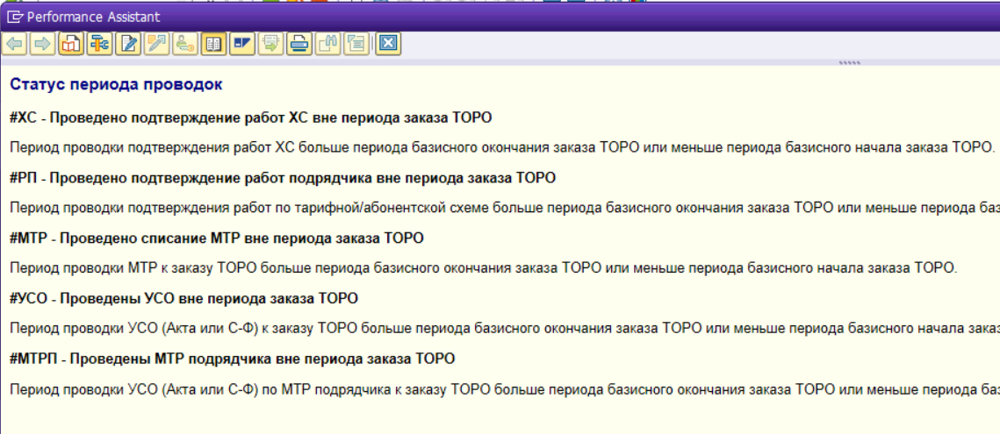 Performance Assistant
Статус периода проводок
#ХС - Проведено подтверждение работ ХС вне периода заказа ТОРО
Период проводки подтверждения работ ХС больше периода базисного окончания заказа ТОРО или меньше периода базисного начала заказа ТОРО.
#РП - Проведено подтверждение работ подрядчика вне периода заказа ТОРО
Период проводки подтверждения работ по тарифной/абонентской схеме больше периода базисного окончания заказа ТОРО или меньше периода баз
#МТР - Проведено списание МТР вне периода заказа ТОРО
Период проводки МТР к заказу ТОРО больше периода базисного окончания заказа ТОРО или меньше периода базисного начала заказа ТОРО.
#УСО - Проведены УСО вне периода заказа ТОРО
Период проводки УСО (Акта или С-Ф) к заказу ТОРО больше периода базисного окончания заказа ТОРО или меньше периода базисного начала заказ
#МТРП - Проведены МТР подрядчика вне периода заказа ТОРО
Период проводки УСО (Акта или С-Ф) по МТР подрядчика к заказу ТОРО больше периода базисного окончания заказа ТОРО или меньше периода баз